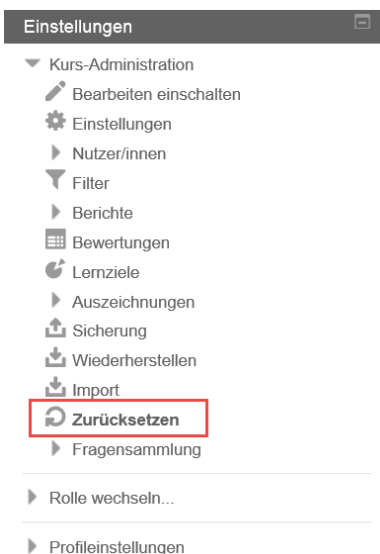 Einstellungen
Kurs-Administration
Bearbeiten einschalten
Einstellungen
Nutzer/innen
Filter
Berichte
Bewertungen
Lernziele
Auszeichnungen
Sicherung
Wiederherstellen
Import
Zurücksetzen
Fragensammlung
Rolle wechseln...
Profileinstellungen